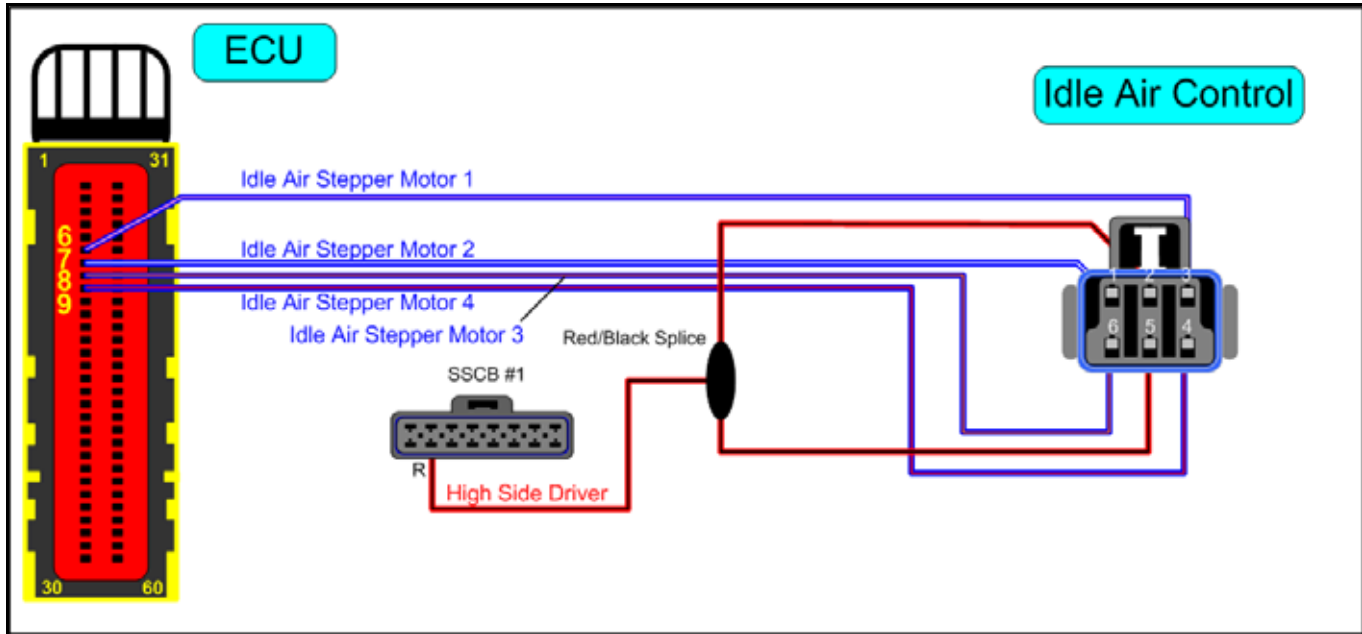 ECU
Idle Air Control
1
31
Idle Air Stepper Motor 1
6
7
8
9
Idle Air Stepper Motor 2
Idle Air Stepper Motor 4
Idle Air Stepper Motor 3
Red/Black Splice
1 2 3
6 5 4
SSCB #1
R
High Side Driver
30
60